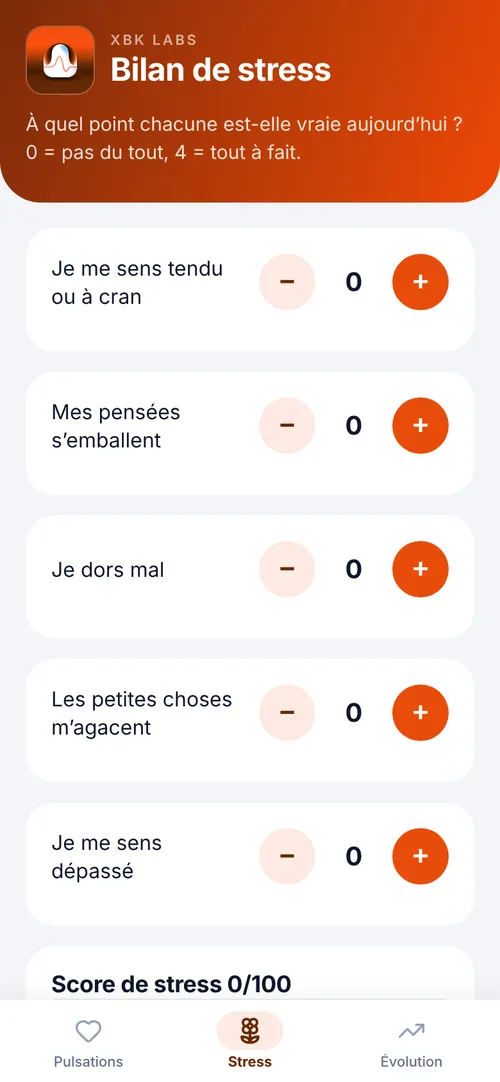 XBK LABS
Bilan de stress
À quel point chacune est-elle vraie aujourd’hui ?
0 = pas du tout, 4 = tout à fait.
Je me sens tendu
ou à cran
− 0 +
Mes pensées
s’emballent
− 0 +
Je dors mal
− 0 +
Les petites choses
m’agacent
− 0 +
Je me sens
dépassé
− 0 +
Score de stress 0/100
Pulsations
Stress
Évolution